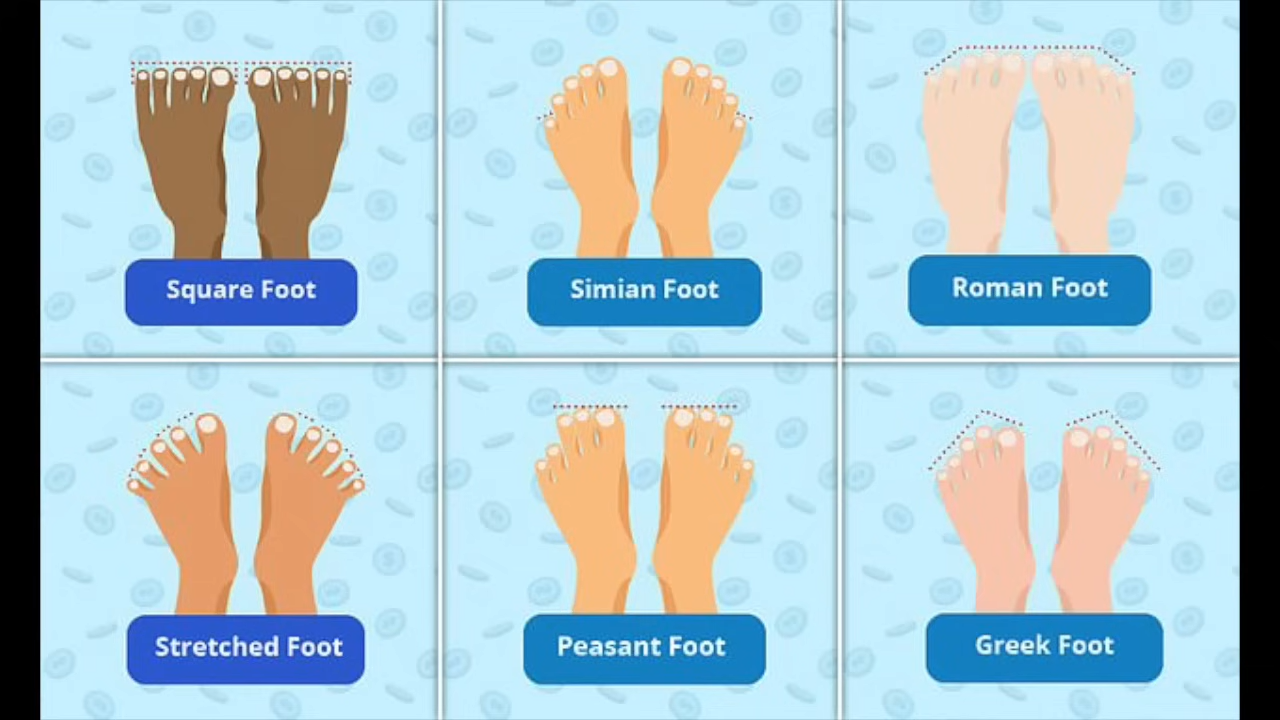 Square Foot
Simian Foot
Roman Foot
Stretched Foot
Peasant Foot
Greek Foot